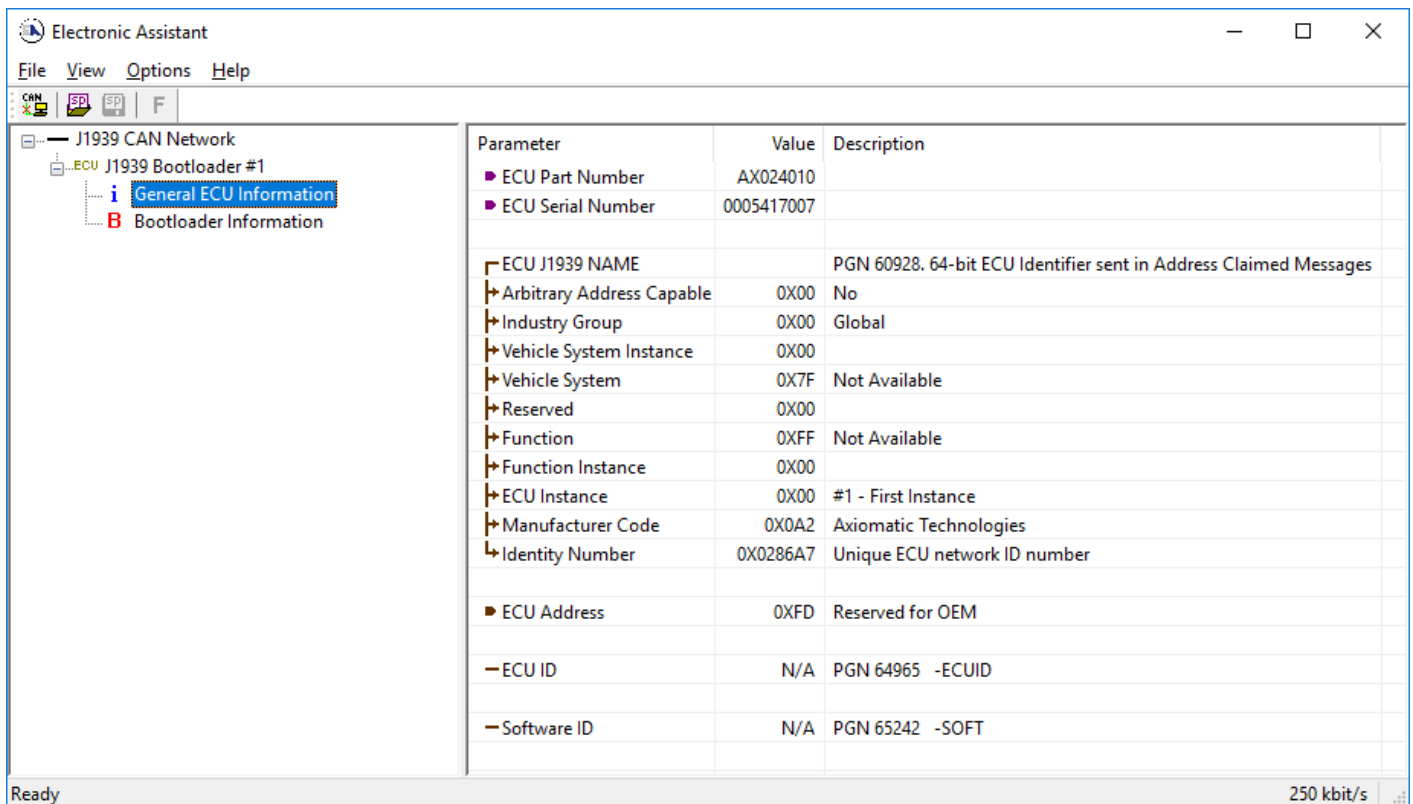 Electronic Assistant
File View Options Help
CAN SP SP F
J1939 CAN Network
ECU J1939 Bootloader #1
i General ECU Information
B Bootloader Information
Parameter Value Description
ECU Part Number AX024010
ECU Serial Number 0005417007
ECU J1939 NAME PGN 60928. 64-bit ECU Identifier sent in Address Claimed Messages
Arbitrary Address Capable 0X00 No
Industry Group 0X00 Global
Vehicle System Instance 0X00
Vehicle System 0X7F Not Available
Reserved 0X00
Function 0XFF Not Available
Function Instance 0X00
ECU Instance 0X00 #1 - First Instance
Manufacturer Code 0X0A2 Axiomatic Technologies
Identity Number 0X0286A7 Unique ECU network ID number
ECU Address 0XFD Reserved for OEM
ECU ID N/A PGN 64965 -ECUID
Software ID N/A PGN 65242 -SOFT
Ready 250 kbit/s